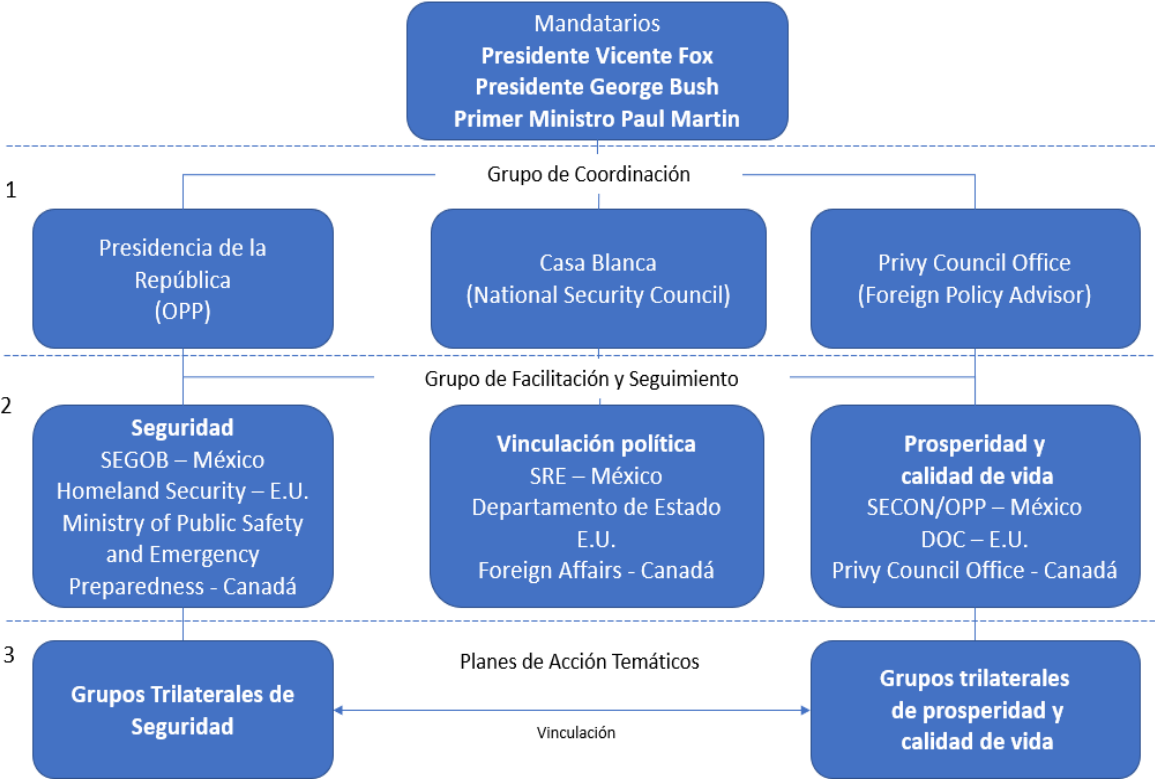 Mandatarios
Presidente Vicente Fox
Presidente George Bush
Primer Ministro Paul Martin
Grupo de Coordinación
1
Presidencia de la
República
(OPP)
Casa Blanca
(National Security Council)
Privy Council Office
(Foreign Policy Advisor)
Grupo de Facilitación y Seguimiento
2
Seguridad
SEGOB – México
Homeland Security – E.U.
Ministry of Public Safety
and Emergency
Preparedness - Canadá
Vinculación política
SRE – México
Departamento de Estado
E.U.
Foreign Affairs - Canadá
Prosperidad y
calidad de vida
SECON/OPP – México
DOC – E.U.
Privy Council Office - Canadá
3
Planes de Acción Temáticos
Grupos Trilaterales de
Seguridad
Vinculación
Grupos trilaterales
de prosperidad y
calidad de vida